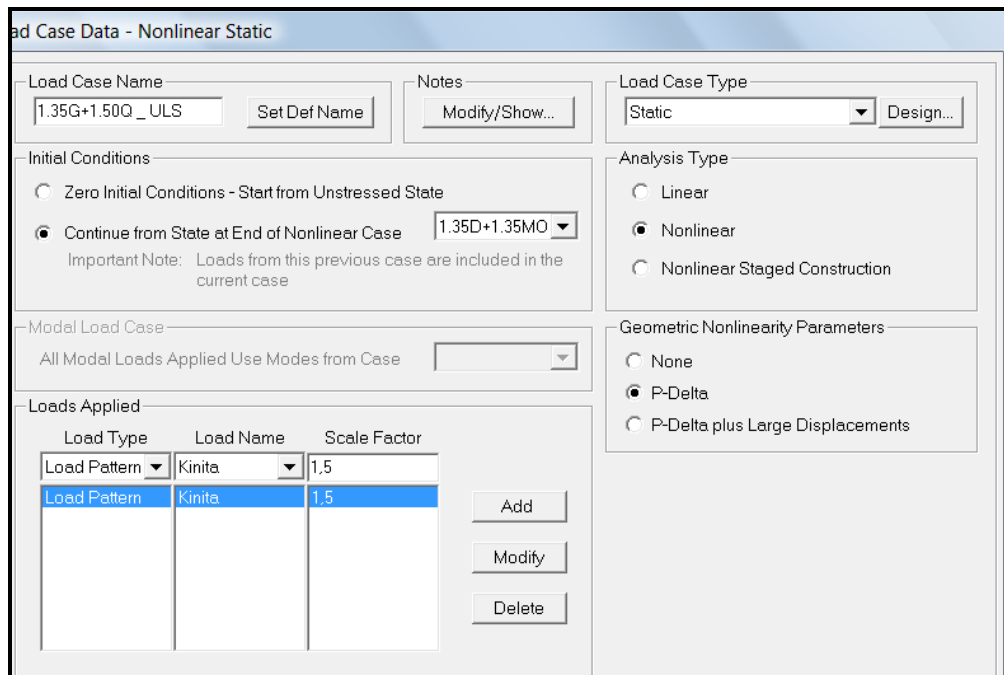 ad Case Data - Nonlinear Static
Load Case Name
1.35G+1.50Q _ ULS
Set Def Name
Notes
Modify/Show...
Load Case Type
Static
Design...
Initial Conditions
Zero Initial Conditions - Start from Unstressed State
Continue from State at End of Nonlinear Case
1.35D+1.35MO
Important Note: Loads from this previous case are included in the
current case
Analysis Type
Linear
Nonlinear
Nonlinear Staged Construction
Modal Load Case
All Modal Loads Applied Use Modes from Case
Geometric Nonlinearity Parameters
None
P-Delta
P-Delta plus Large Displacements
Loads Applied
Load Type Load Name Scale Factor
Load Pattern Kinita 1,5
Load Pattern Kinita 1,5
Add
Modify
Delete